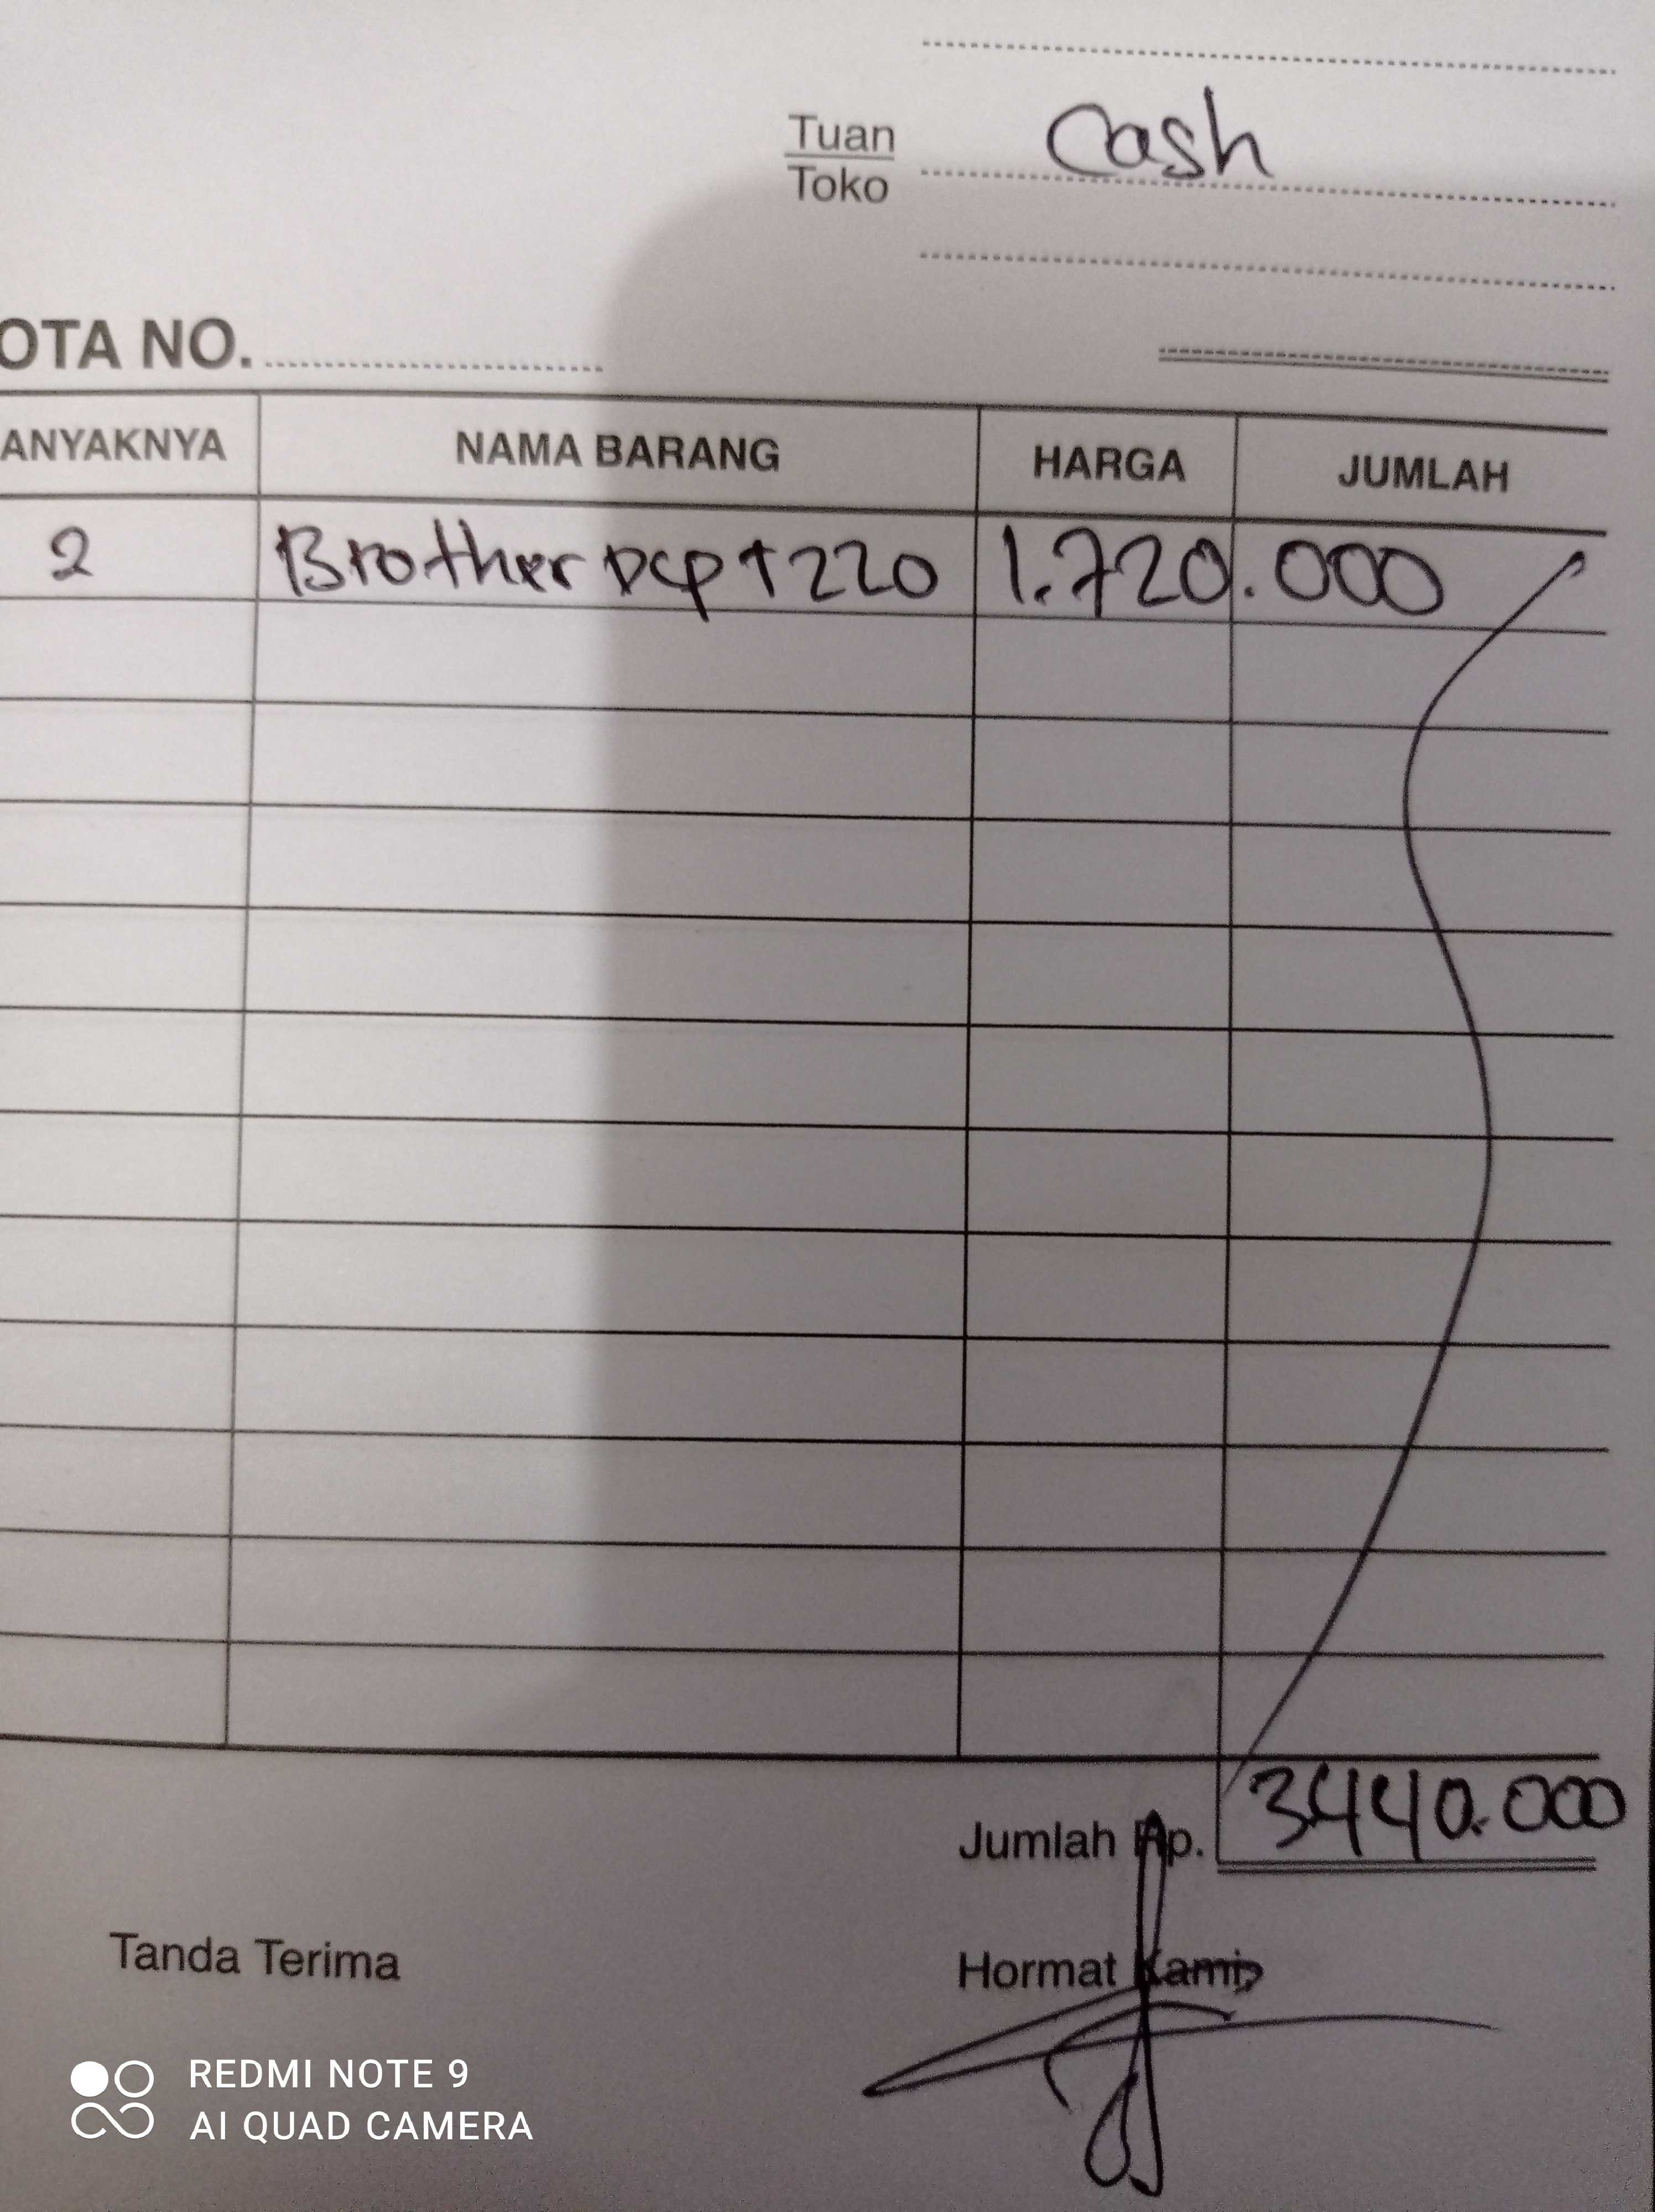 Tuan
Toko
Cash
OTA NO.
ANYAKNYA NAMA BARANG HARGA JUMLAH
2 Brother DCP T220 1.720.000
Jumlah Rp. 3440.000
Tanda Terima Hormat Kami,
REDMI NOTE 9
AI QUAD CAMERA